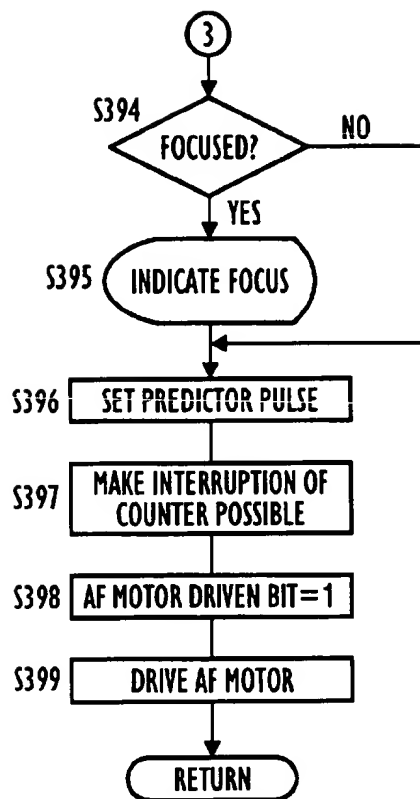 3
S394
FOCUSED?
NO
YES
S395
INDICATE FOCUS
S396
SET PREDICTOR PULSE
S397
MAKE INTERRUPTION OF
COUNTER POSSIBLE
S398
AF MOTOR DRIVEN BIT=1
S399
DRIVE AF MOTOR
RETURN